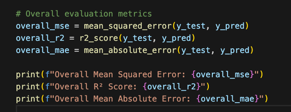 # Overall evaluation metrics
overall_mse = mean_squared_error(y_test, y_pred)
overall_r2 = r2_score(y_test, y_pred)
overall_mae = mean_absolute_error(y_test, y_pred)
print(f"Overall Mean Squared Error: {overall_mse}")
print(f"Overall R² Score: {overall_r2}")
print(f"Overall Mean Absolute Error: {overall_mae}")